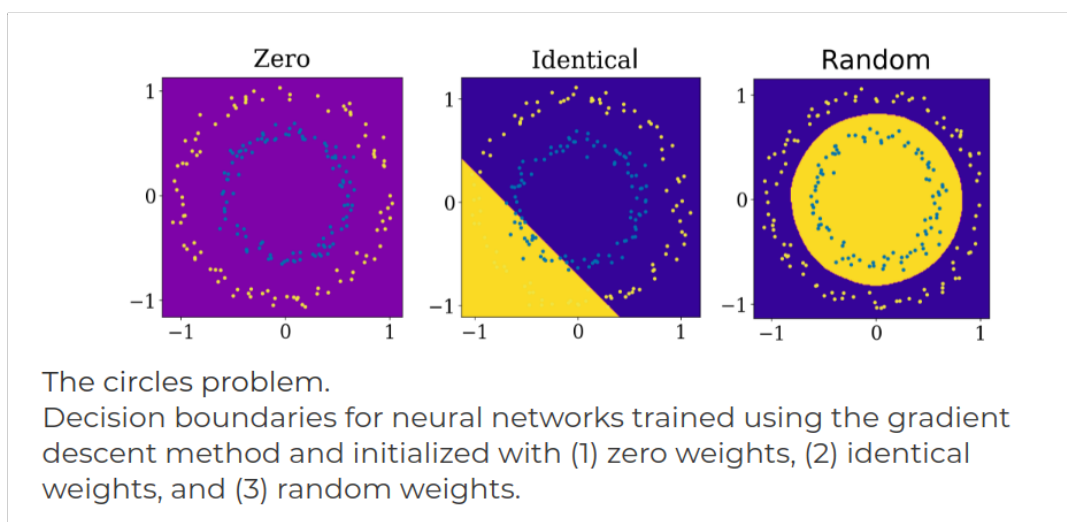 Zero Identical Random
1 1 1
0 0 0
−1 −1 −1
−1 0 1 −1 0 1 −1 0 1
The circles problem.
Decision boundaries for neural networks trained using the gradient
descent method and initialized with (1) zero weights, (2) identical
weights, and (3) random weights.